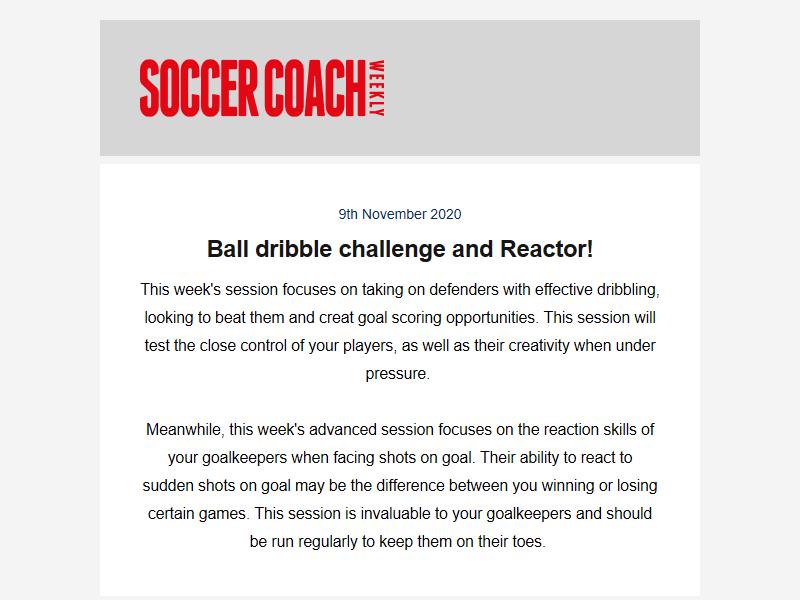 SOCCER COACH WEEKLY
9th November 2020
Ball dribble challenge and Reactor!
This week's session focuses on taking on defenders with effective dribbling,
looking to beat them and creat goal scoring opportunities. This session will
test the close control of your players, as well as their creativity when under
pressure.
Meanwhile, this week's advanced session focuses on the reaction skills of
your goalkeepers when facing shots on goal. Their ability to react to
sudden shots on goal may be the difference between you winning or losing
certain games. This session is invaluable to your goalkeepers and should
be run regularly to keep them on their toes.